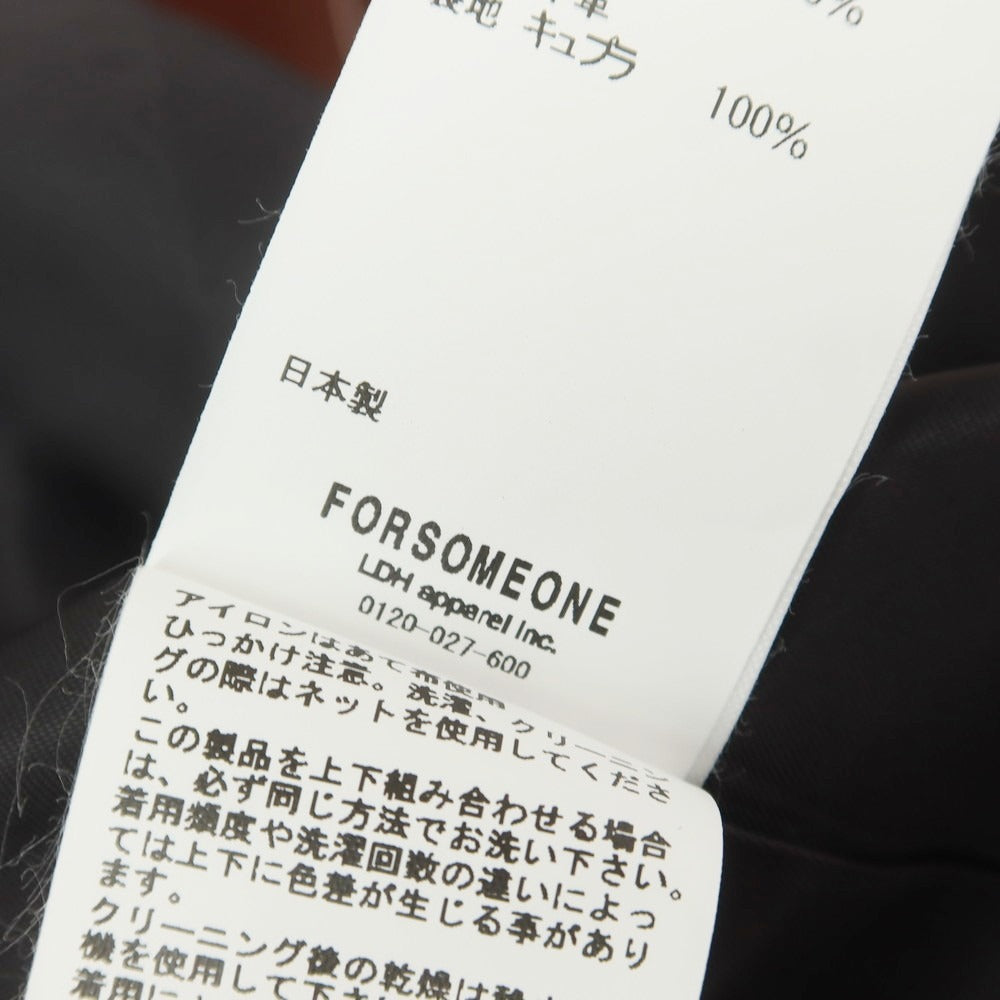 革 %
裏地 キュプラ 100%
日本製
FORSOMEONE
LDH apparel Inc.
0120-027-600
アイロンはあて布使用
ひっかけ注意。洗濯、クリーニン
グの際はネットを使用してくださ
い。
この製品を上下組み合わせる場合
は、必ず同じ方法でお洗い下さい。
着用頻度や洗濯回数の違いによっ
ては上下に色差が生じる事があり
ます。
クリーニング後の乾燥は
機を使用して下さ
着用に